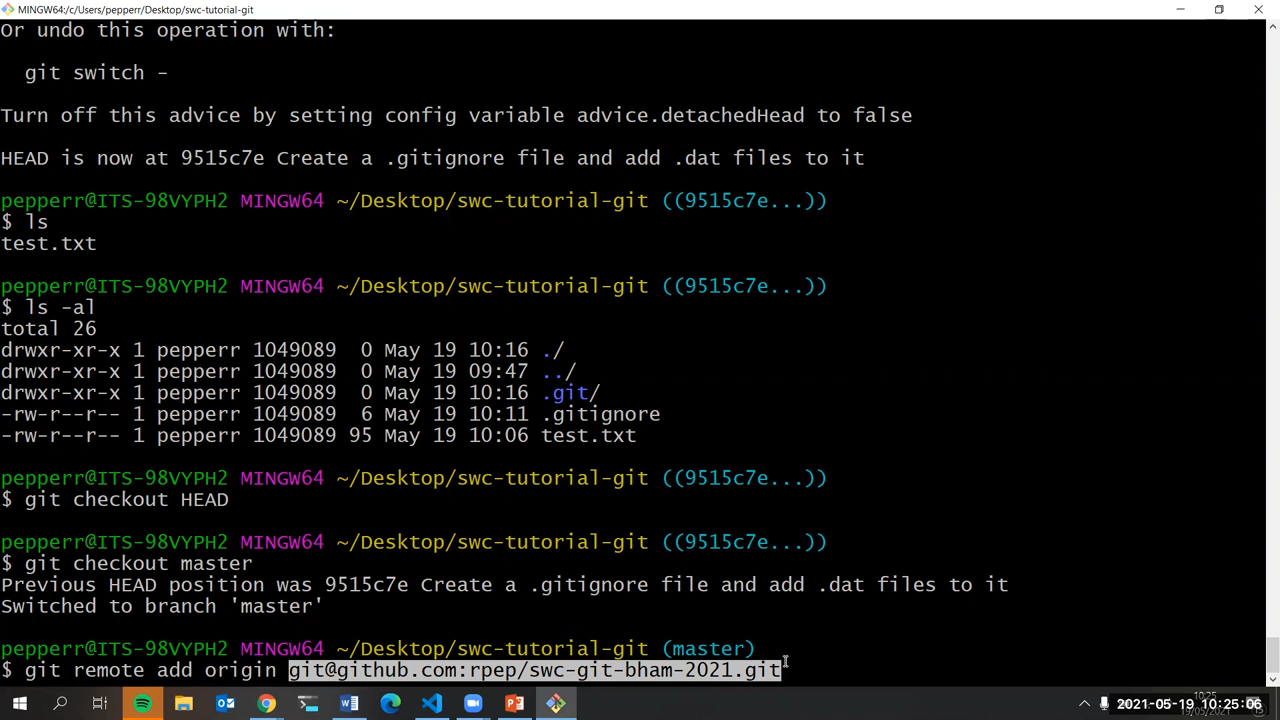 MINGW64:/c/Users/pepperr/Desktop/swc-tutorial-git
Or undo this operation with:
git switch -
Turn off this advice by setting config variable advice.detachedHead to false
HEAD is now at 9515c7e Create a .gitignore file and add .dat files to it
pepperr@ITS-98VYPH2 MINGW64 ~/Desktop/swc-tutorial-git ((9515c7e...))
$ ls
test.txt
pepperr@ITS-98VYPH2 MINGW64 ~/Desktop/swc-tutorial-git ((9515c7e...))
$ ls -al
total 26
drwxr-xr-x 1 pepperr 1049089  0 May 19 10:16 ./
drwxr-xr-x 1 pepperr 1049089  0 May 19 09:47 ../
drwxr-xr-x 1 pepperr 1049089  0 May 19 10:16 .git/
-rw-r--r-- 1 pepperr 1049089  6 May 19 10:11 .gitignore
-rw-r--r-- 1 pepperr 1049089 95 May 19 10:06 test.txt
pepperr@ITS-98VYPH2 MINGW64 ~/Desktop/swc-tutorial-git ((9515c7e...))
$ git checkout HEAD
pepperr@ITS-98VYPH2 MINGW64 ~/Desktop/swc-tutorial-git ((9515c7e...))
$ git checkout master
Previous HEAD position was 9515c7e Create a .gitignore file and add .dat files to it
Switched to branch 'master'
pepperr@ITS-98VYPH2 MINGW64 ~/Desktop/swc-tutorial-git (master)
$ git remote add origin git@github.com:rpep/swc-git-bham-2021.git
10:25
2021-05-19 10:25:06